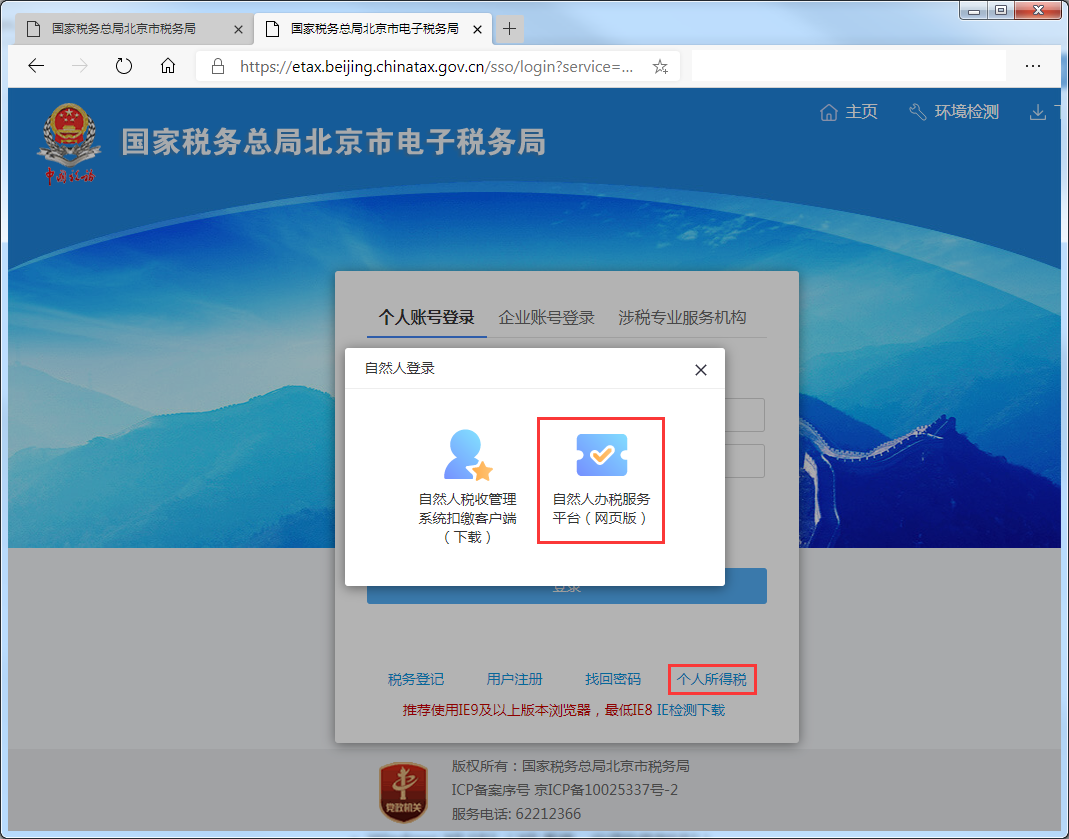 国家税务总局北京市税务局
国家税务总局北京市电子税务局
https://etax.beijing.chinatax.gov.cn/sso/login?service=...
主页
环境检测
中国税务
国家税务总局北京市电子税务局
个人账号登录
企业账号登录
涉税专业服务机构
自然人登录
自然人税收管理
系统扣缴客户端
（下载）
自然人办税服务
平台（网页版）
登录
税务登记
用户注册
找回密码
个人所得税
推荐使用IE9及以上版本浏览器，最低IE8 IE检测下载
党政机关
版权所有：国家税务总局北京市税务局
ICP备案序号 京ICP备10025337号-2
服务电话: 62212366